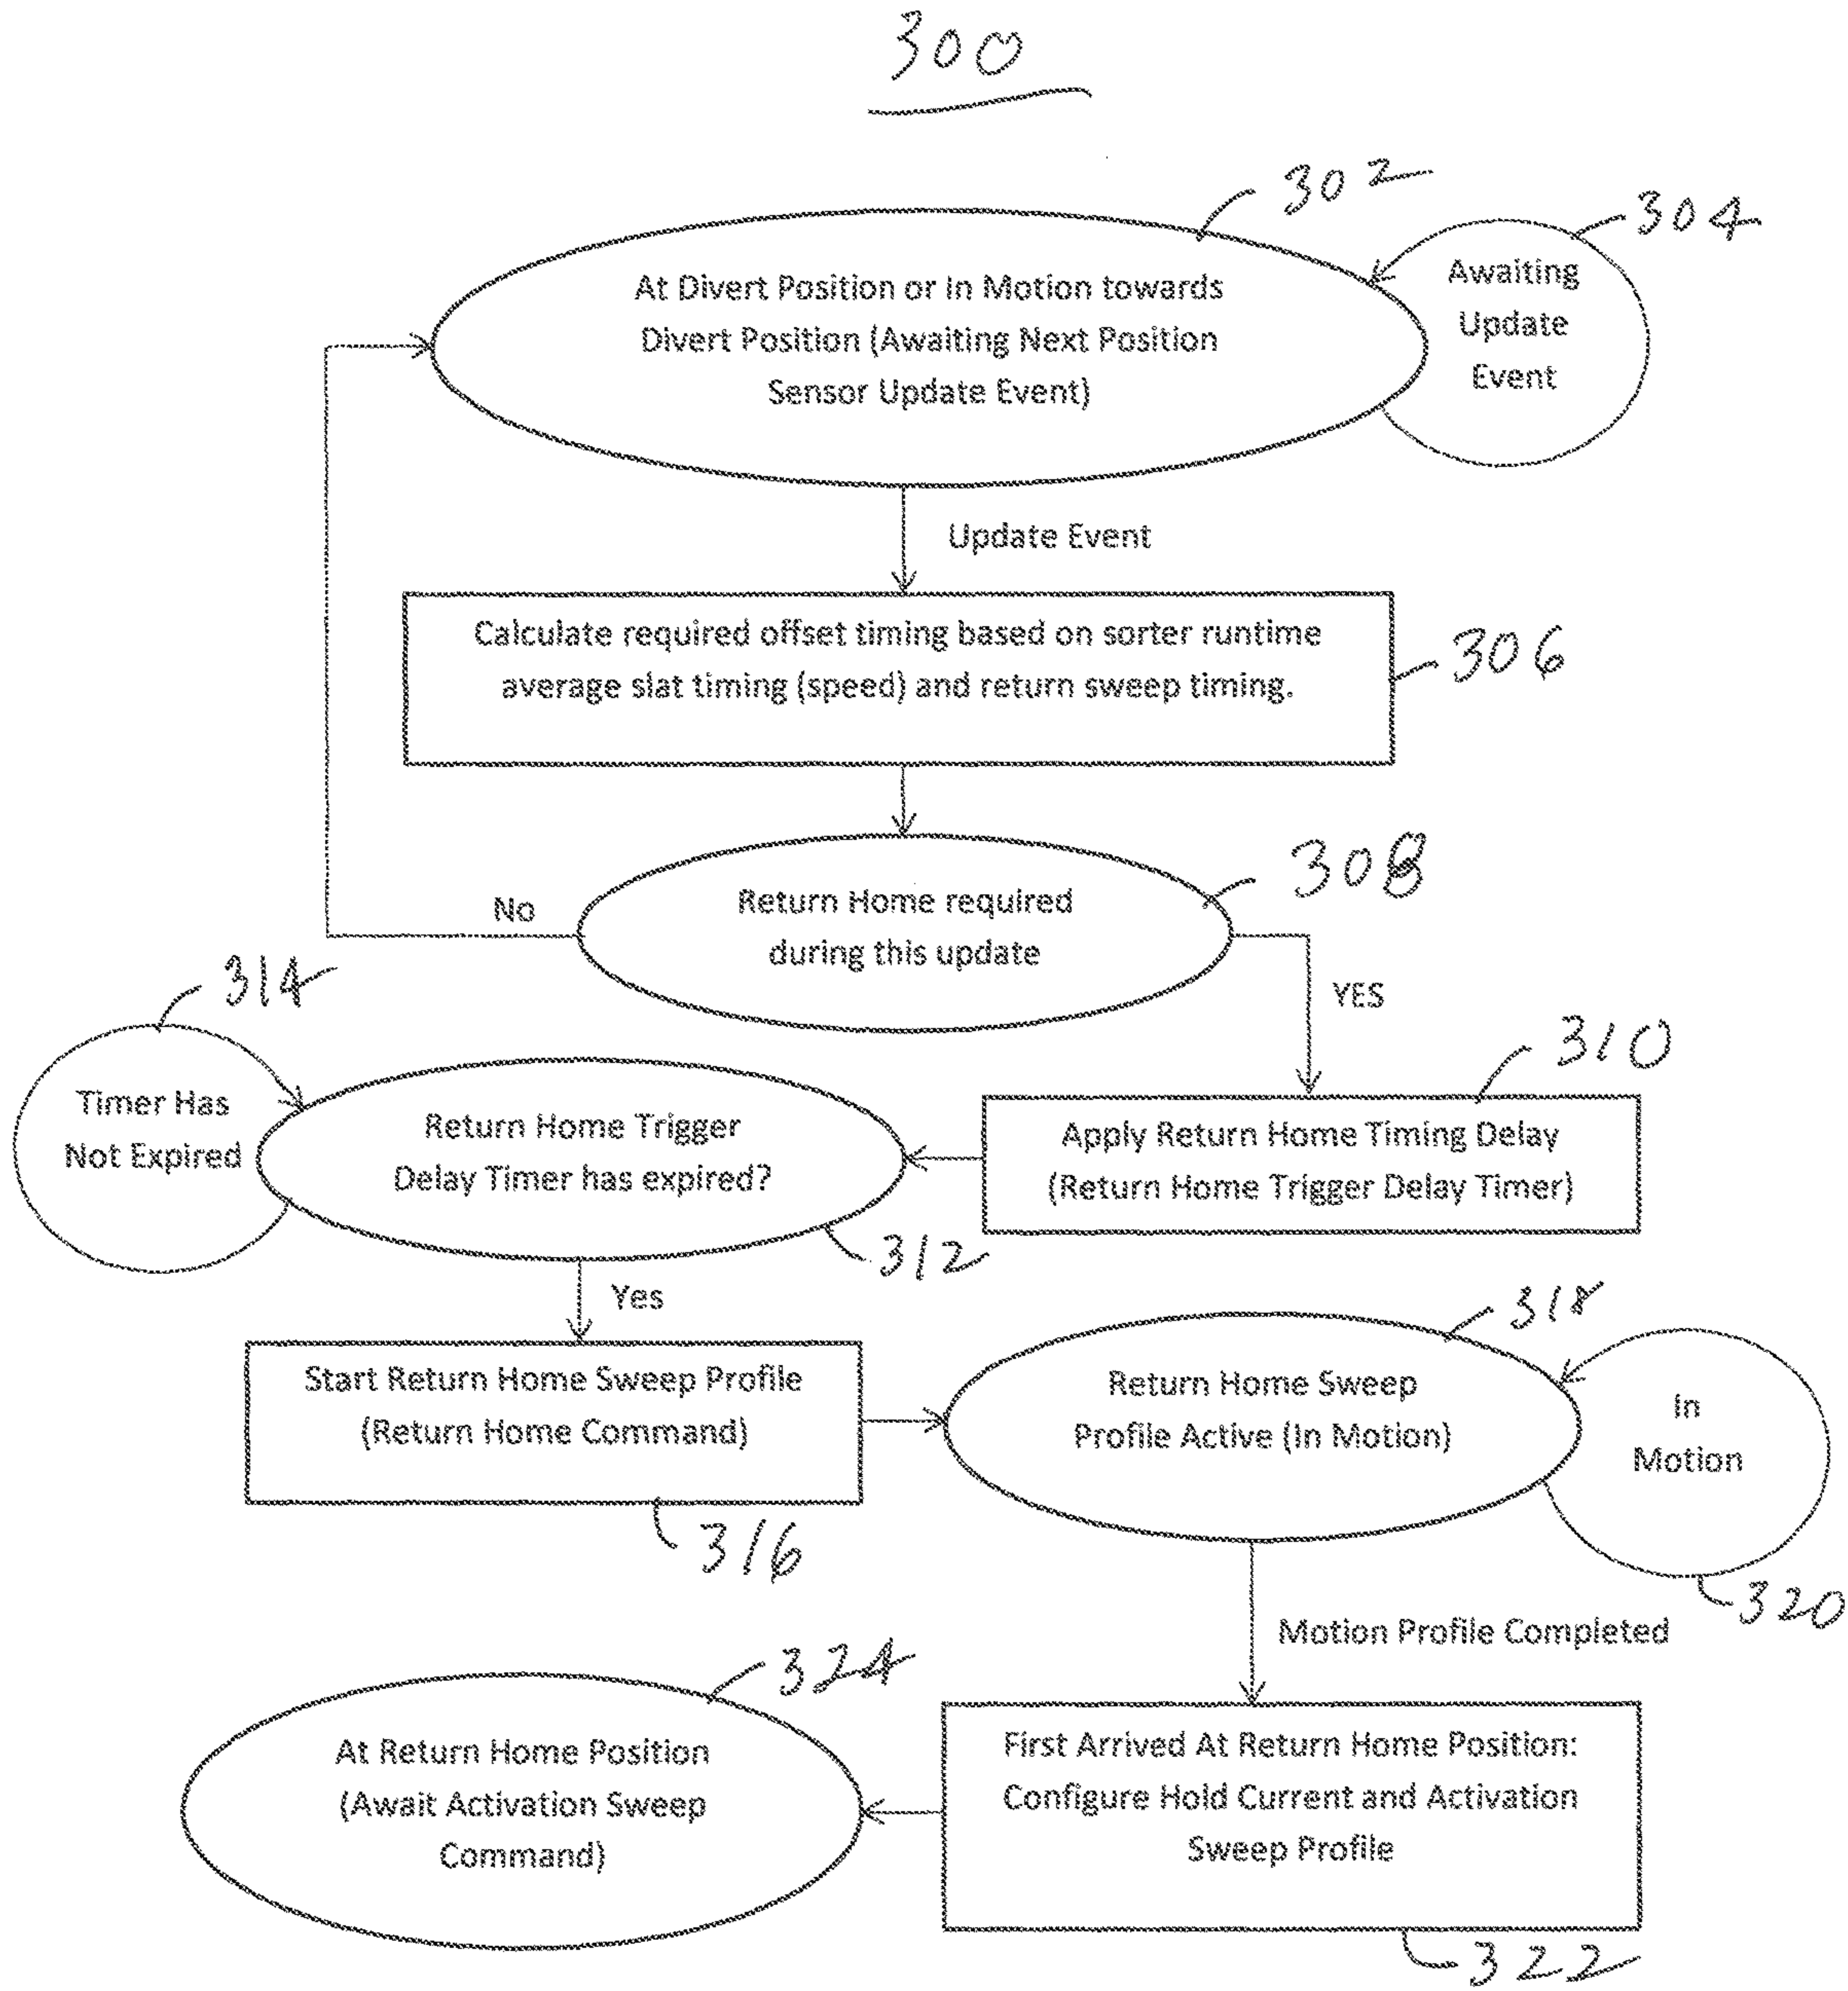 300
302
304
At Divert Position or In Motion towards
Divert Position (Awaiting Next Position
Sensor Update Event)
Awaiting
Update
Event
Update Event
Calculate required offset timing based on sorter runtime
average slat timing (speed) and return sweep timing.
306
308
Return Home required
during this update
No
YES
314
310
Timer Has
Not Expired
Return Home Trigger
Delay Timer has expired?
Apply Return Home Timing Delay
(Return Home Trigger Delay Timer)
312
Yes
318
Start Return Home Sweep Profile
(Return Home Command)
Return Home Sweep
Profile Active (In Motion)
In
Motion
316
320
Motion Profile Completed
324
At Return Home Position
(Await Activation Sweep
Command)
First Arrived At Return Home Position:
Configure Hold Current and Activation
Sweep Profile
322